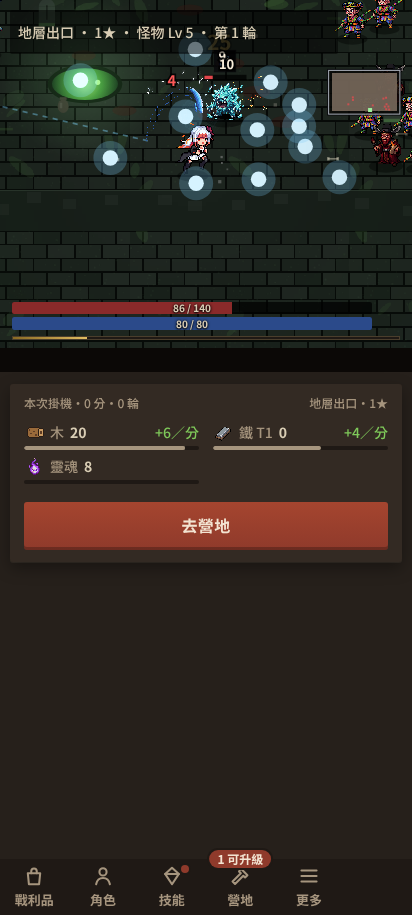 地層出口 · 1★ · 怪物 Lv 5 · 第 1 輪
25
10
4
86 / 140
80 / 80
本次掛機·0 分·0 輪
地層出口·1★
木 20 +6／分
鐵 T1 0 +4／分
靈魂 8
去營地
1 可升級
戰利品
角色
技能
營地
更多